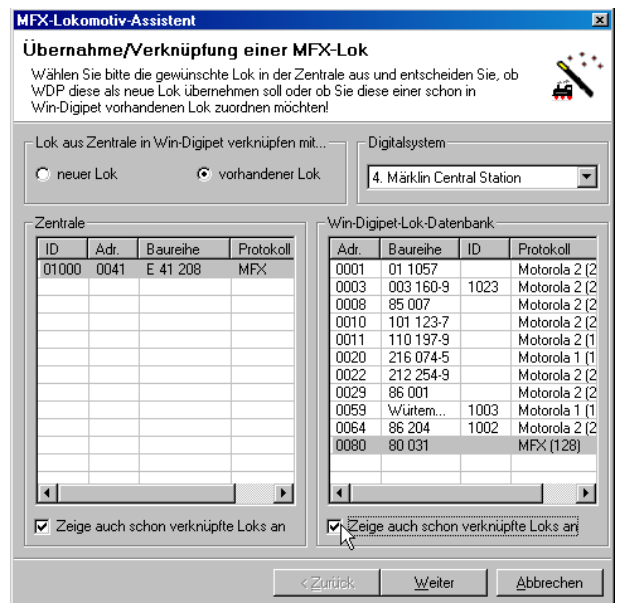 MFX-Lokomotiv-Assistent
Übernahme/Verknüpfung einer MFX-Lok
Wählen Sie bitte die gewünschte Lok in der Zentrale aus und entscheiden Sie, ob
WDP diese als neue Lok übernehmen soll oder ob Sie diese einer schon in
Win-Digipet vorhandenen Lok zuordnen möchten!
Lok aus Zentrale in Win-Digipet verknüpfen mit...
neuer Lok vorhandener Lok
Digitalsystem
4. Märklin Central Station
Zentrale
ID Adr. Baureihe Protokoll
01000 0041 E 41 208 MFX
Zeige auch schon verknüpfte Loks an
Win-Digipet-Lok-Datenbank
Adr. Baureihe ID Protokoll
0001 01 1057 Motorola 2 (2
0003 003 160-9 1023 Motorola 2 (2
0008 85 007 Motorola 2 (2
0010 101 123-7 Motorola 2 (2
0011 110 197-9 Motorola 2 (1
0020 216 074-5 Motorola 1 (1
0022 212 254-9 Motorola 2 (2
0029 86 001 Motorola 2 (2
0059 Würtem... 1003 Motorola 1 (1
0064 86 204 1002 Motorola 2 (2
0080 80 031 MFX (128)
Zeige auch schon verknüpfte Loks an
< Zurück Weiter Abbrechen